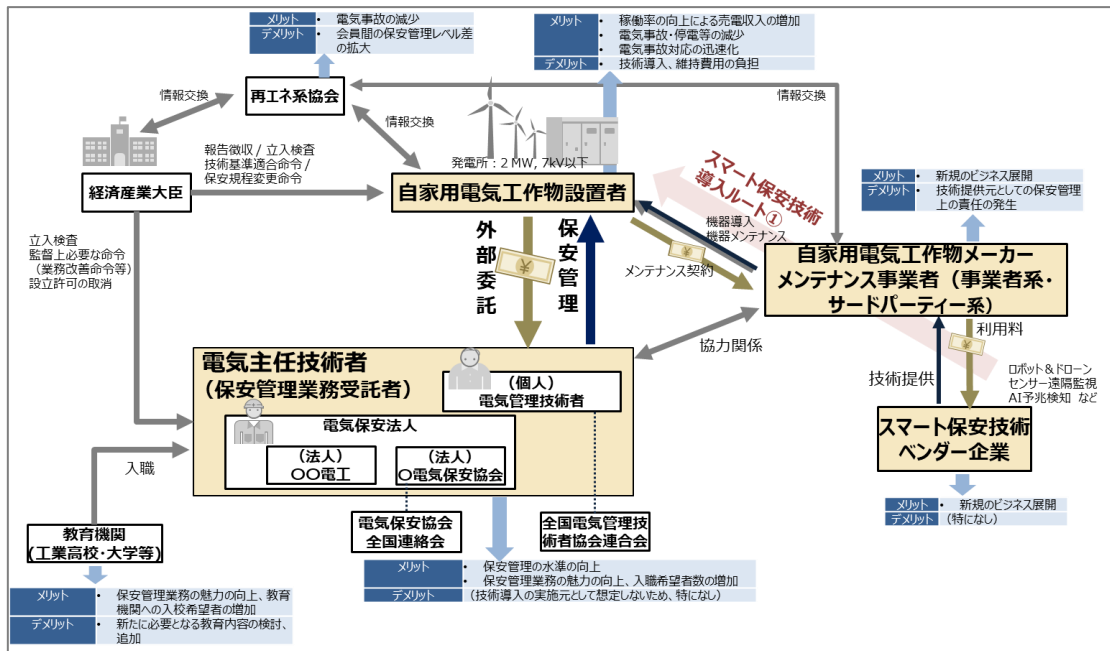 メリット
• 電気事故の減少
デメリット
• 会員間の保安管理レベル差
の拡大
メリット
• 稼働率の向上による売電収入の増加
• 電気事故・停電等の減少
• 電気事故対応の迅速化
デメリット
• 技術導入、維持費用の負担
情報交換
再エネ系協会
情報交換
情報交換
経済産業大臣
報告徴収 / 立入検査
技術基準適合命令 /
保安規程変更命令
発電所：2 MW, 7kV以下
自家用電気工作物設置者
スマート保安技術
導入ルート①
メリット
• 新規のビジネス展開
デメリット
• 技術提供元としての保安管理
上の責任の発生
立入検査
監督上必要な命令
（業務改善命令等）
設立許可の取消
外部委託
¥
保安管理
機器導入
機器メンテナンス
¥
メンテナンス契約
自家用電気工作物メーカー
メンテナンス事業者（事業者系・
サードパーティー系）
協力関係
利用料
¥
技術提供
ロボット＆ドローン
センサー遠隔監視
AI予兆検知 など
スマート保安技術
ベンダー企業
メリット
• 新規のビジネス展開
デメリット
（特になし）
電気主任技術者
（保安管理業務受託者）
（個人）
電気管理技術者
電気保安法人
（法人）
〇〇電工
（法人）
〇電気保安協会
入職
教育機関
(工業高校・大学等)
電気保安協会
全国連絡会
全国電気管理技
術者協会連合会
メリット
• 保安管理の水準の向上
• 保安管理業務の魅力の向上、入職希望者数の増加
デメリット
（技術導入の実施元として想定しないため、特になし）
メリット
• 保安管理業務の魅力の向上、教育
機関への入校希望者の増加
デメリット
• 新たに必要となる教育内容の検討、
追加